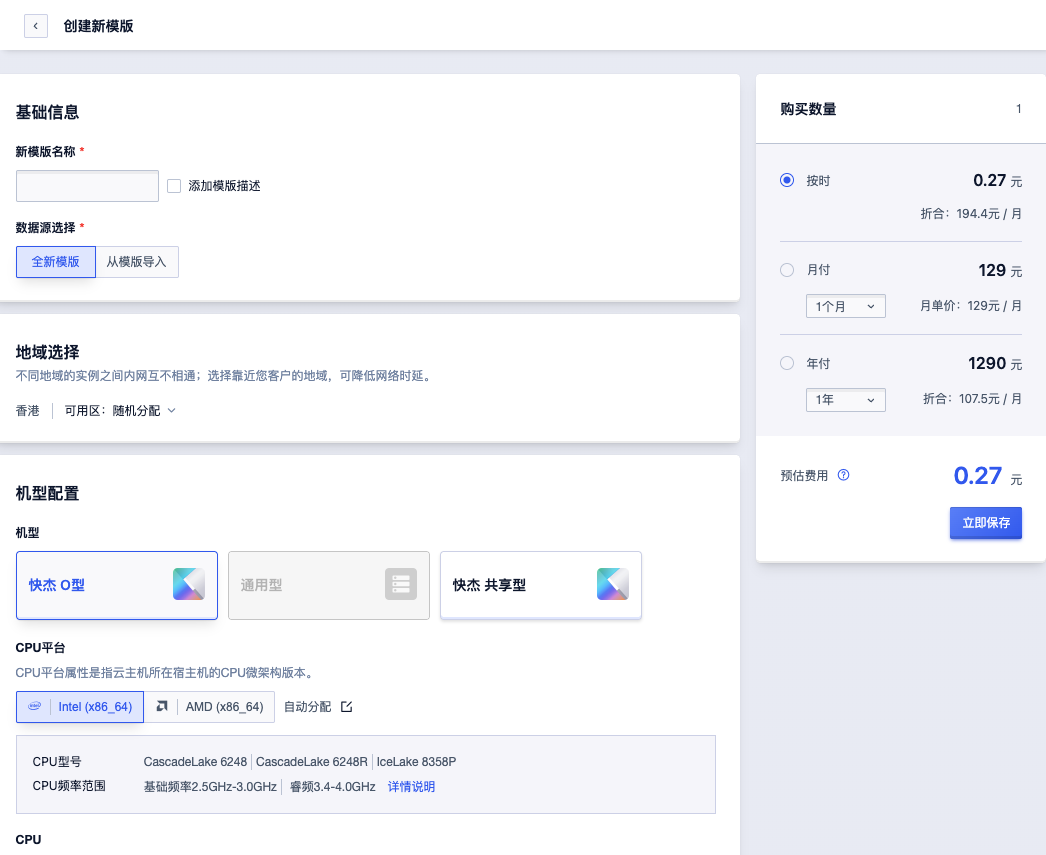 创建新模版
基础信息
新模版名称 *
添加模版描述
数据源选择 *
全新模版 从模版导入
地域选择
不同地域的实例之间内网互不相通；选择靠近您客户的地域，可降低网络时延。
香港 可用区：随机分配
机型配置
机型
快杰 O型 通用型 快杰 共享型
CPU平台
CPU平台属性是指云主机所在宿主机的CPU微架构版本。
Intel (x86_64) AMD (x86_64) 自动分配
CPU型号 CascadeLake 6248 CascadeLake 6248R IceLake 8358P
CPU频率范围 基础频率2.5GHz-3.0GHz 睿频3.4-4.0GHz 详情说明
CPU
购买数量 1
按时 0.27 元
折合：194.4元 / 月
月付 129 元
1个月 月单价：129元 / 月
年付 1290 元
1年 折合：107.5元 / 月
预估费用 0.27 元
立即保存